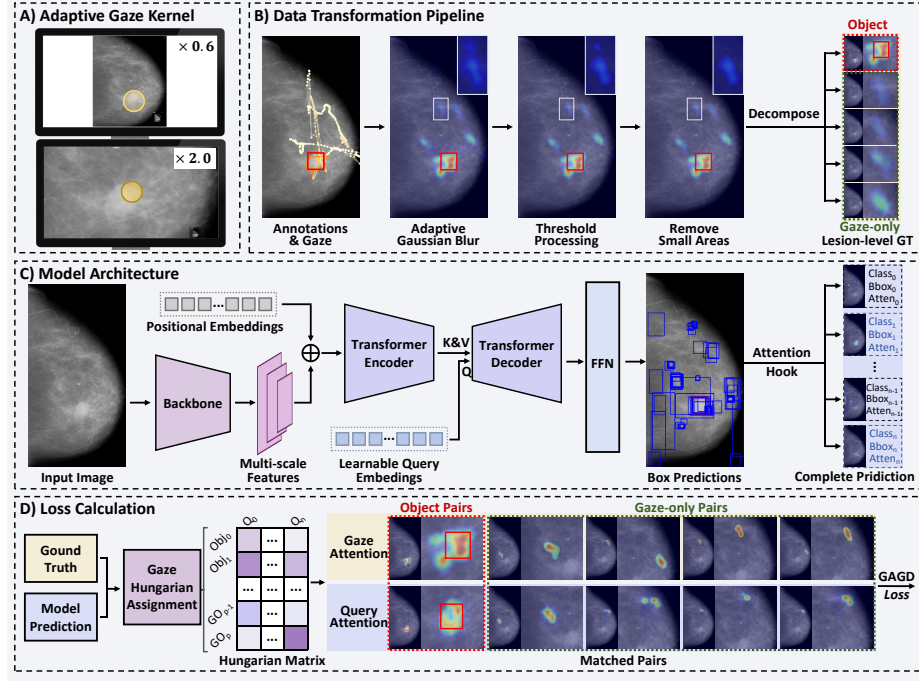 A) Adaptive Gaze Kernel
× 0.6
× 2.0
B) Data Transformation Pipeline
Object
Decompose
Annotations
& Gaze
Adaptive
Gaussian Blur
Threshold
Processing
Remove
Small Areas
Gaze-only
Lesion-level GT
C) Model Architecture
Positional Embeddings
Backbone
Transformer
Encoder
K&V
Q
Transformer
Decoder
FFN
Attention
Hook
Class0
Bbox0
Atten0
Class1
Bbox1
Atten1
...
Classn-1
Bboxn-1
Attenn-1
Classn
Bboxn
Attenn
Input Image
Multi-scale
Features
Learnable Query
Embeddings
Box Predictions
Complete Pridiction
D) Loss Calculation
Gound
Truth
Model
Prediction
Gaze
Hungarian
Assignment
Q0 ... Qn
Obj0
Obj1
GOp-1
GOp
...
...
... ... ...
...
...
Hungarian Matrix
Object Pairs
Gaze-only Pairs
Gaze
Attention
Query
Attention
Matched Pairs
GAGD
Loss